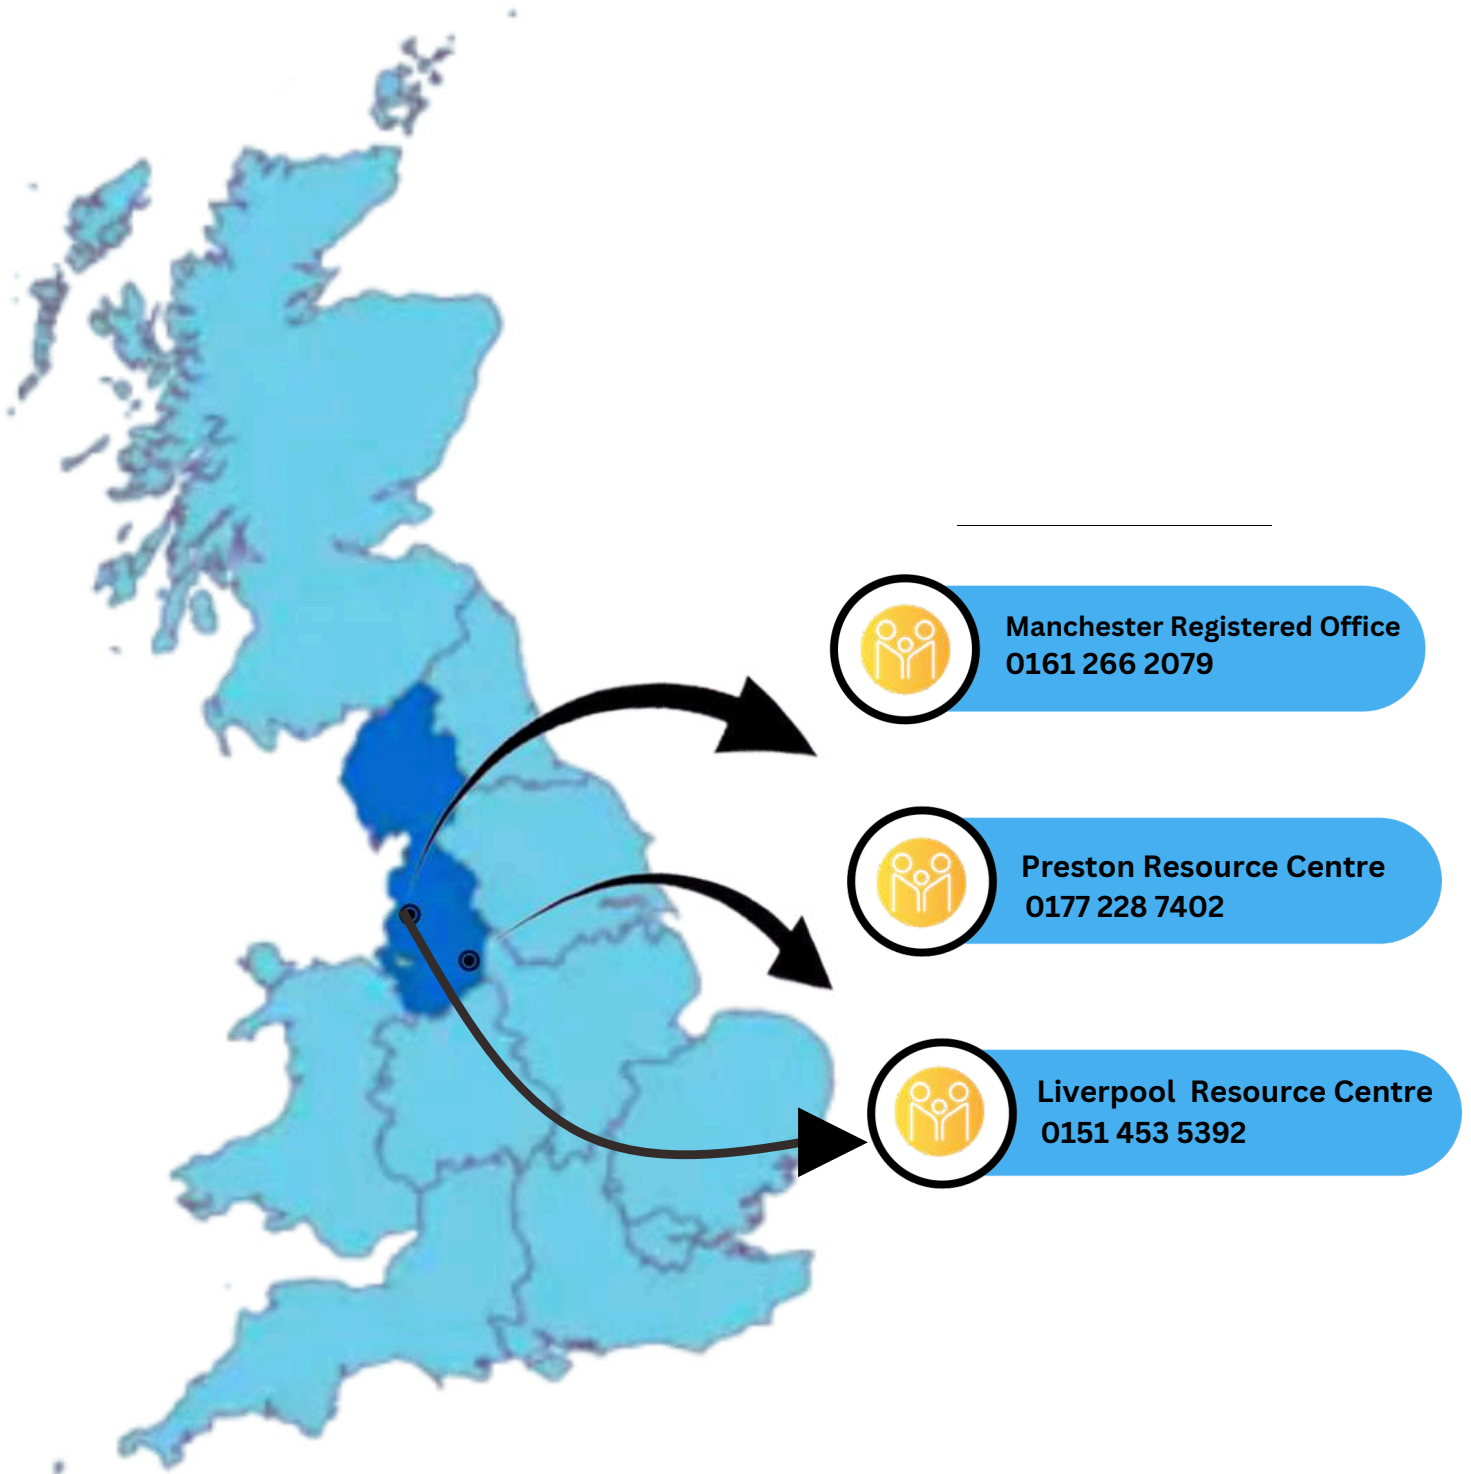 Manchester Registered Office
0161 266 2079
Preston Resource Centre
0177 228 7402
Liverpool Resource Centre
0151 453 5392